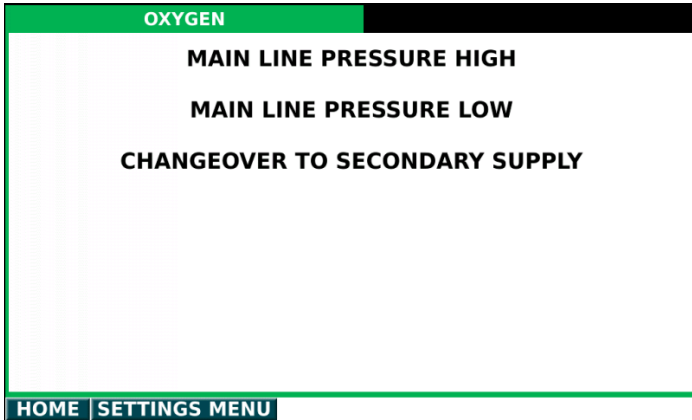 OXYGEN
MAIN LINE PRESSURE HIGH
MAIN LINE PRESSURE LOW
CHANGEOVER TO SECONDARY SUPPLY
HOME SETTINGS MENU